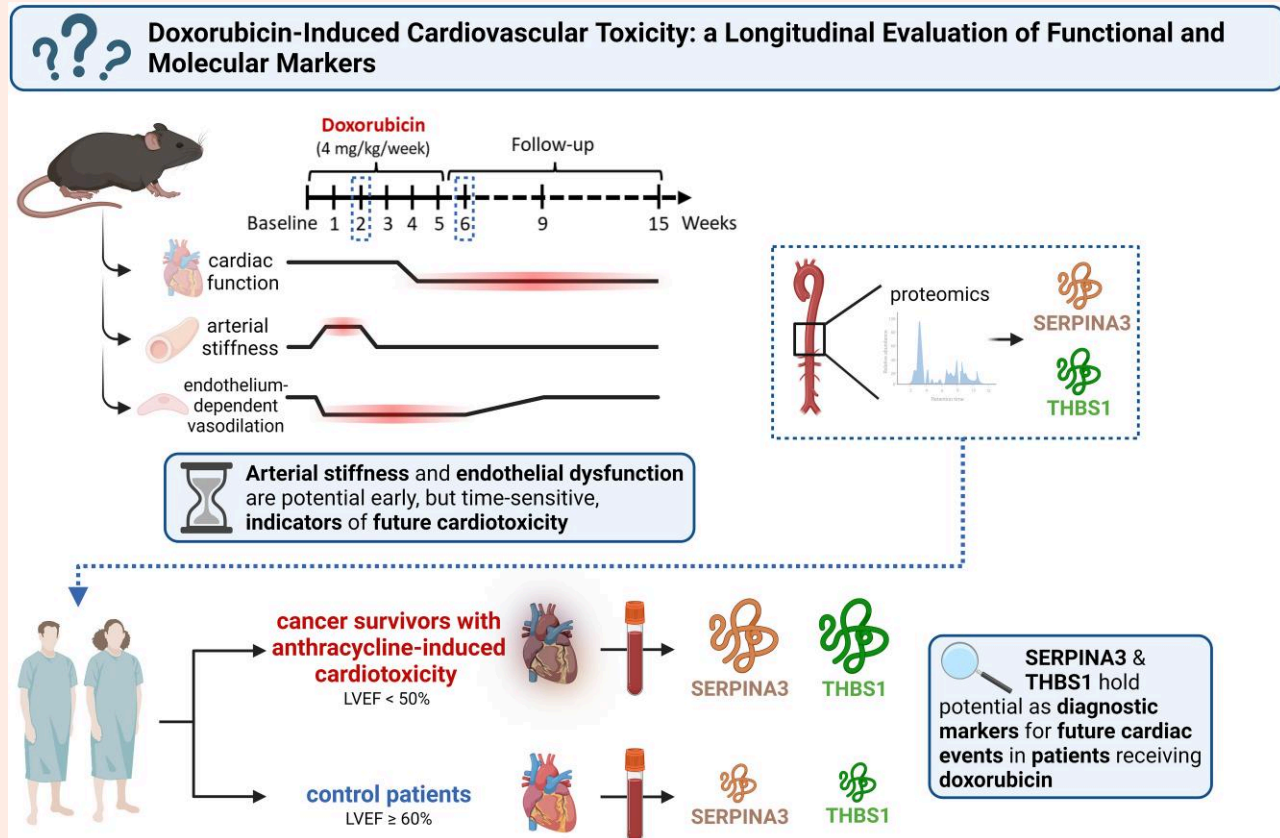 Doxorubicin-Induced Cardiovascular Toxicity: a Longitudinal Evaluation of Functional and
Molecular Markers
Doxorubicin
(4 mg/kg/week)
Follow-up
Baseline 1 2 3 4 5 6 9 15 Weeks
cardiac
function
arterial
stiffness
endothelium-
dependent
vasodilation
proteomics
SERPINA3
THBS1
Arterial stiffness and endothelial dysfunction
are potential early, but time-sensitive,
indicators of future cardiotoxicity
cancer survivors with
anthracycline-induced
cardiotoxicity
LVEF < 50%
SERPINA3 THBS1
control patients
LVEF ≥ 60%
SERPINA3 THBS1
SERPINA3 &
THBS1 hold
potential as diagnostic
markers for future cardiac
events in patients receiving
doxorubicin